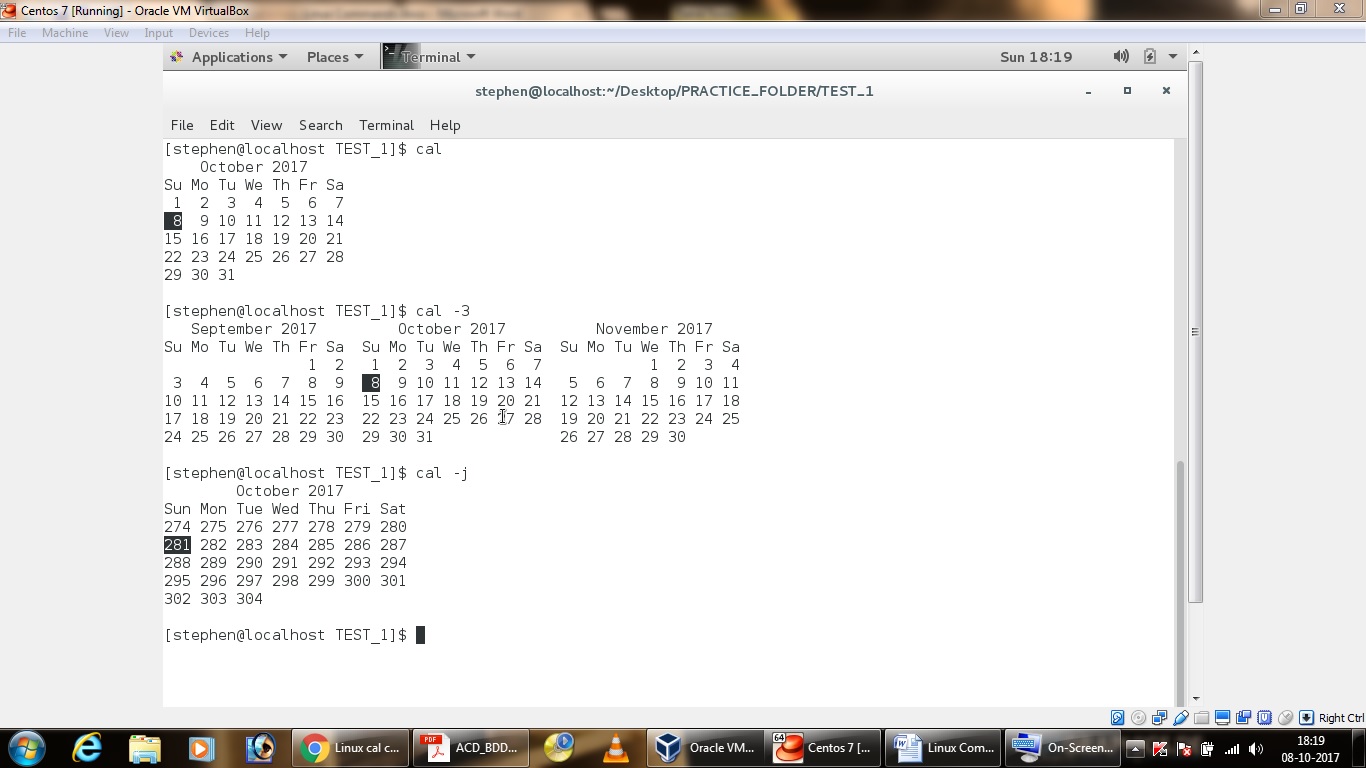 Centos 7 [Running] - Oracle VM VirtualBox
File Machine View Input Devices Help
Applications Places Terminal Sun 18:19
stephen@localhost:~/Desktop/PRACTICE_FOLDER/TEST_1
File Edit View Search Terminal Help
[stephen@localhost TEST_1]$ cal
    October 2017
Su Mo Tu We Th Fr Sa
 1  2  3  4  5  6  7
 8  9 10 11 12 13 14
15 16 17 18 19 20 21
22 23 24 25 26 27 28
29 30 31
[stephen@localhost TEST_1]$ cal -3
   September 2017         October 2017          November 2017
Su Mo Tu We Th Fr Sa  Su Mo Tu We Th Fr Sa  Su Mo Tu We Th Fr Sa
                1  2   1  2  3  4  5  6  7            1  2  3  4
 3  4  5  6  7  8  9   8  9 10 11 12 13 14   5  6  7  8  9 10 11
10 11 12 13 14 15 16  15 16 17 18 19 20 21  12 13 14 15 16 17 18
17 18 19 20 21 22 23  22 23 24 25 26 27 28  19 20 21 22 23 24 25
24 25 26 27 28 29 30  29 30 31              26 27 28 29 30
[stephen@localhost TEST_1]$ cal -j
        October 2017
Sun Mon Tue Wed Thu Fri Sat
274 275 276 277 278 279 280
281 282 283 284 285 286 287
288 289 290 291 292 293 294
295 296 297 298 299 300 301
302 303 304
[stephen@localhost TEST_1]$
Right Ctrl
Linux cal c... ACD_BDD... Oracle VM... 64 Centos 7 [... Linux Com... On-Screen... 18:19
08-10-2017